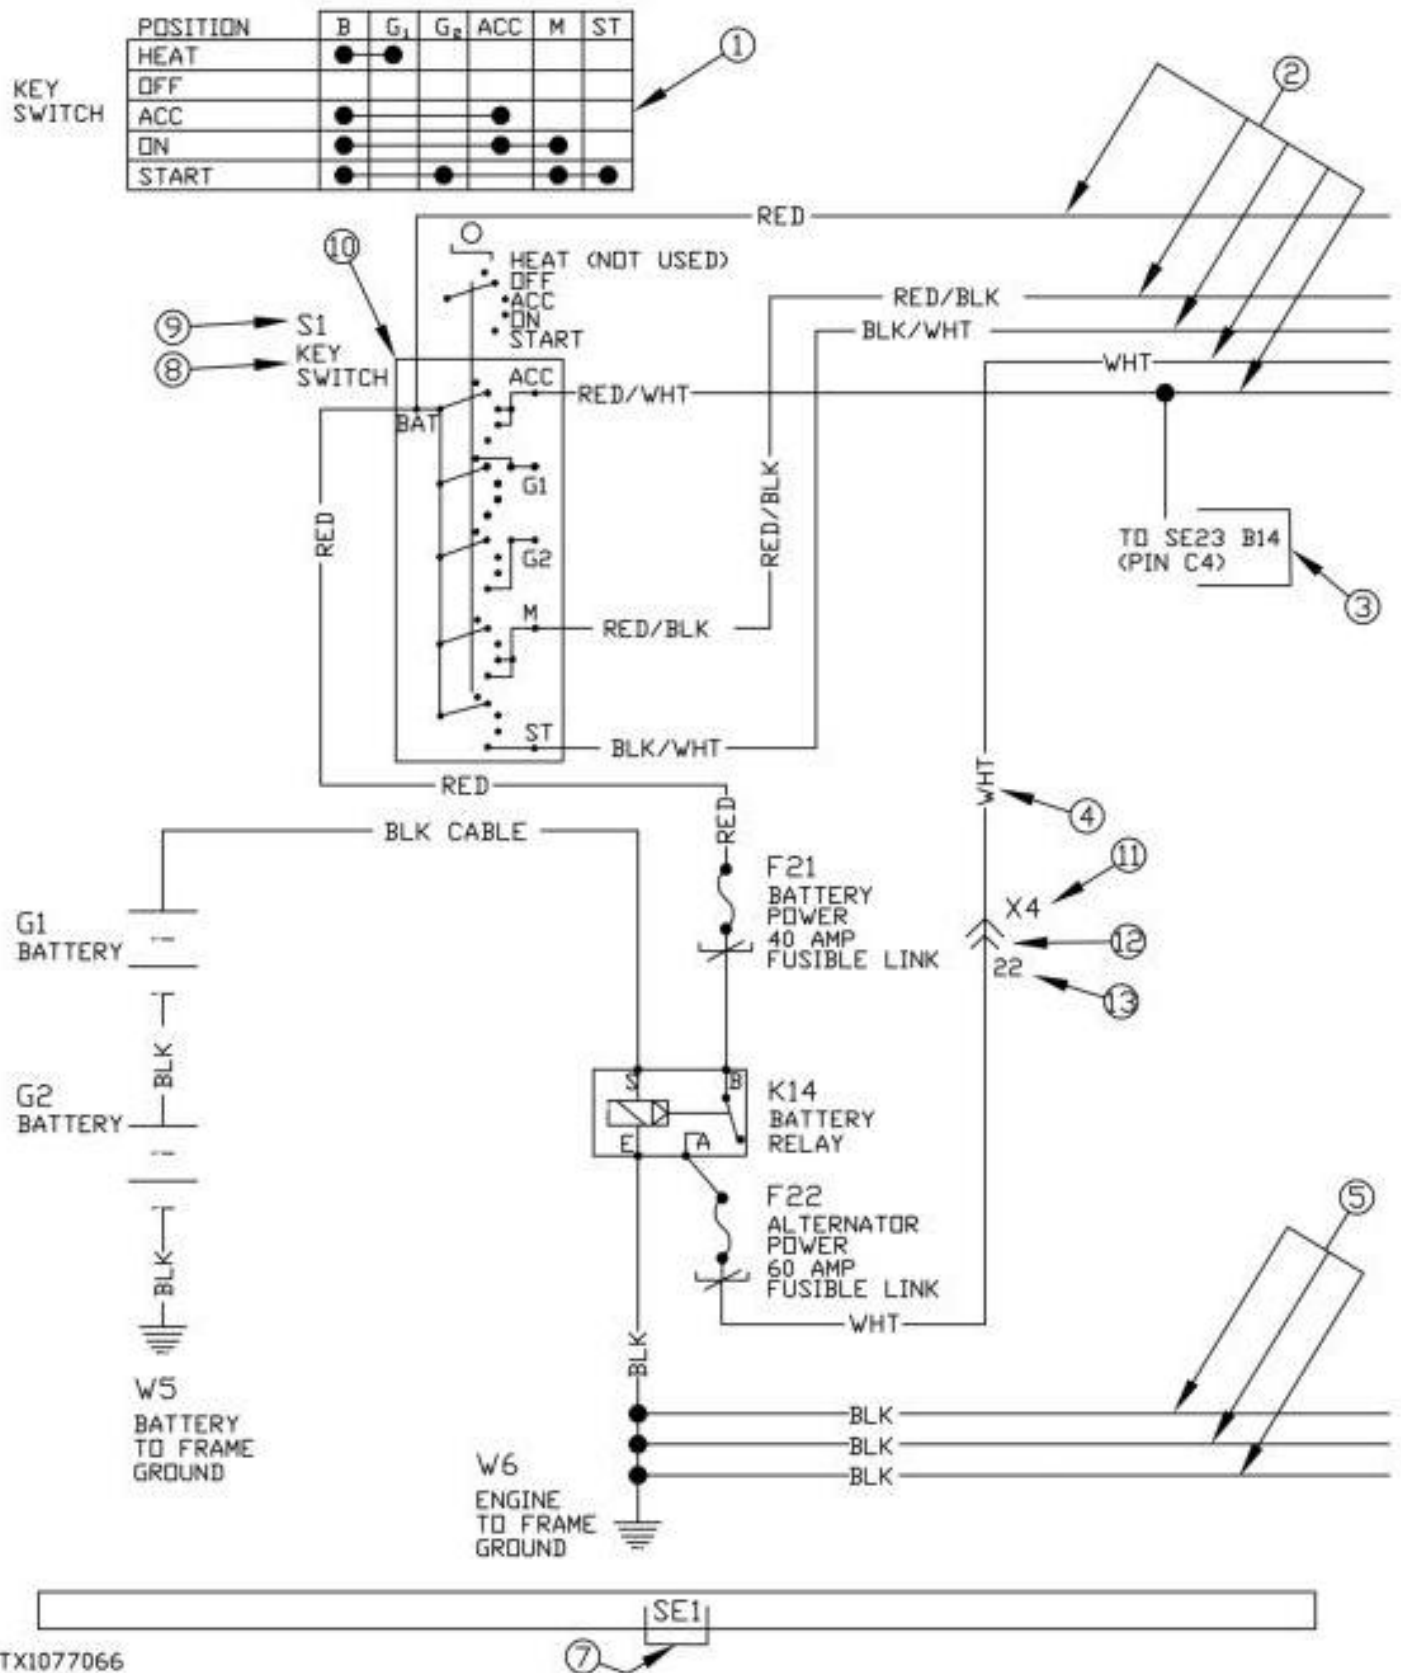 POSITION B G₁ G₂ ACC M ST
HEAT
OFF
ACC
ON
START
KEY
SWITCH
1
2
RED
10
HEAT (NOT USED)
OFF
ACC
ON
START
RED/BLK
BLK/WHT
WHT
9
S1
8
KEY
SWITCH
ACC
RED/WHT
BAT
G1
G2
M
ST
RED
RED/BLK
RED/BLK
BLK/WHT
TO SE23 B14
(PIN C4)
3
RED
RED
BLK CABLE
WHT
4
11
X4
12
22
13
F21
BATTERY
POWER
40 AMP
FUSIBLE LINK
G1
BATTERY
BLK
G2
BATTERY
BLK
S
B
E
A
K14
BATTERY
RELAY
F22
ALTERNATOR
POWER
60 AMP
FUSIBLE LINK
WHT
5
BLK
BLK
BLK
BLK
W5
BATTERY
TO FRAME
GROUND
W6
ENGINE
TO FRAME
GROUND
SE1
7
TX1077066